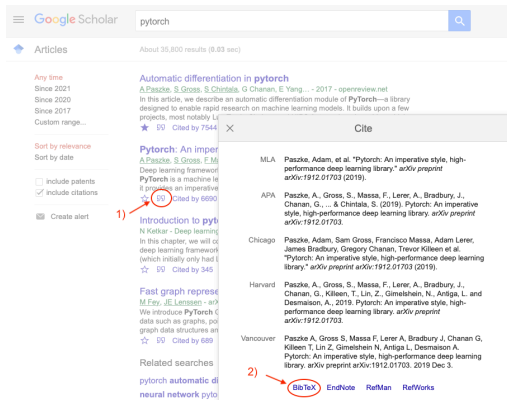 Google Scholar
pytorch
Articles
About 35,600 results (0.03 sec)
Any time
Since 2021
Since 2020
Since 2017
Custom range...
Sort by relevance
Sort by date
include patents
include citations
Create alert
Automatic differentiation in pytorch
A Paszke, S Gross, S Chintala, G Chanan, E Yang... - 2017 - openreview.net
In this article, we describe an automatic differentiation module of PyTorch—a library
designed to enable rapid research on machine learning models. It builds upon a few
projects, most notably Lu
Cited by 7544
Pytorch: An imper
A Paszke, S Gross, F Ma
Deep learning framewor
PyTorch is a machine le
It provides an imperative
Cited by 6690
1)
Introduction to pyt
N Ketkar - Deep learning
In this chapter, we will co
deep learning framework
(which initially only had L
Cited by 345
Fast graph represe
M Fey, JE Lenssen - arX
We introduce PyTorch G
data such as graphs, po
graph data structures an
Cited by 689
Related searches
pytorch automatic di
neural network pyto
Cite
MLA
Paszke, Adam, et al. "Pytorch: An imperative style, high-
performance deep learning library." arXiv preprint
arXiv:1912.01703 (2019).
APA
Paszke, A., Gross, S., Massa, F., Lerer, A., Bradbury, J.,
Chanan, G., ... & Chintala, S. (2019). Pytorch: An imperative
style, high-performance deep learning library. arXiv preprint
arXiv:1912.01703.
Chicago
Paszke, Adam, Sam Gross, Francisco Massa, Adam Lerer,
James Bradbury, Gregory Chanan, Trevor Killeen et al.
"Pytorch: An imperative style, high-performance deep learning
library." arXiv preprint arXiv:1912.01703 (2019).
Harvard
Paszke, A., Gross, S., Massa, F., Lerer, A., Bradbury, J.,
Chanan, G., Killeen, T., Lin, Z., Gimelshein, N., Antiga, L. and
Desmaison, A., 2019. Pytorch: An imperative style, high-
performance deep learning library. arXiv preprint
arXiv:1912.01703.
Vancouver
Paszke A, Gross S, Massa F, Lerer A, Bradbury J, Chanan G,
Killeen T, Lin Z, Gimelshein N, Antiga L, Desmaison A.
Pytorch: An imperative style, high-performance deep learning
library. arXiv preprint arXiv:1912.01703. 2019 Dec 3.
2)
BibTeX EndNote RefMan RefWorks